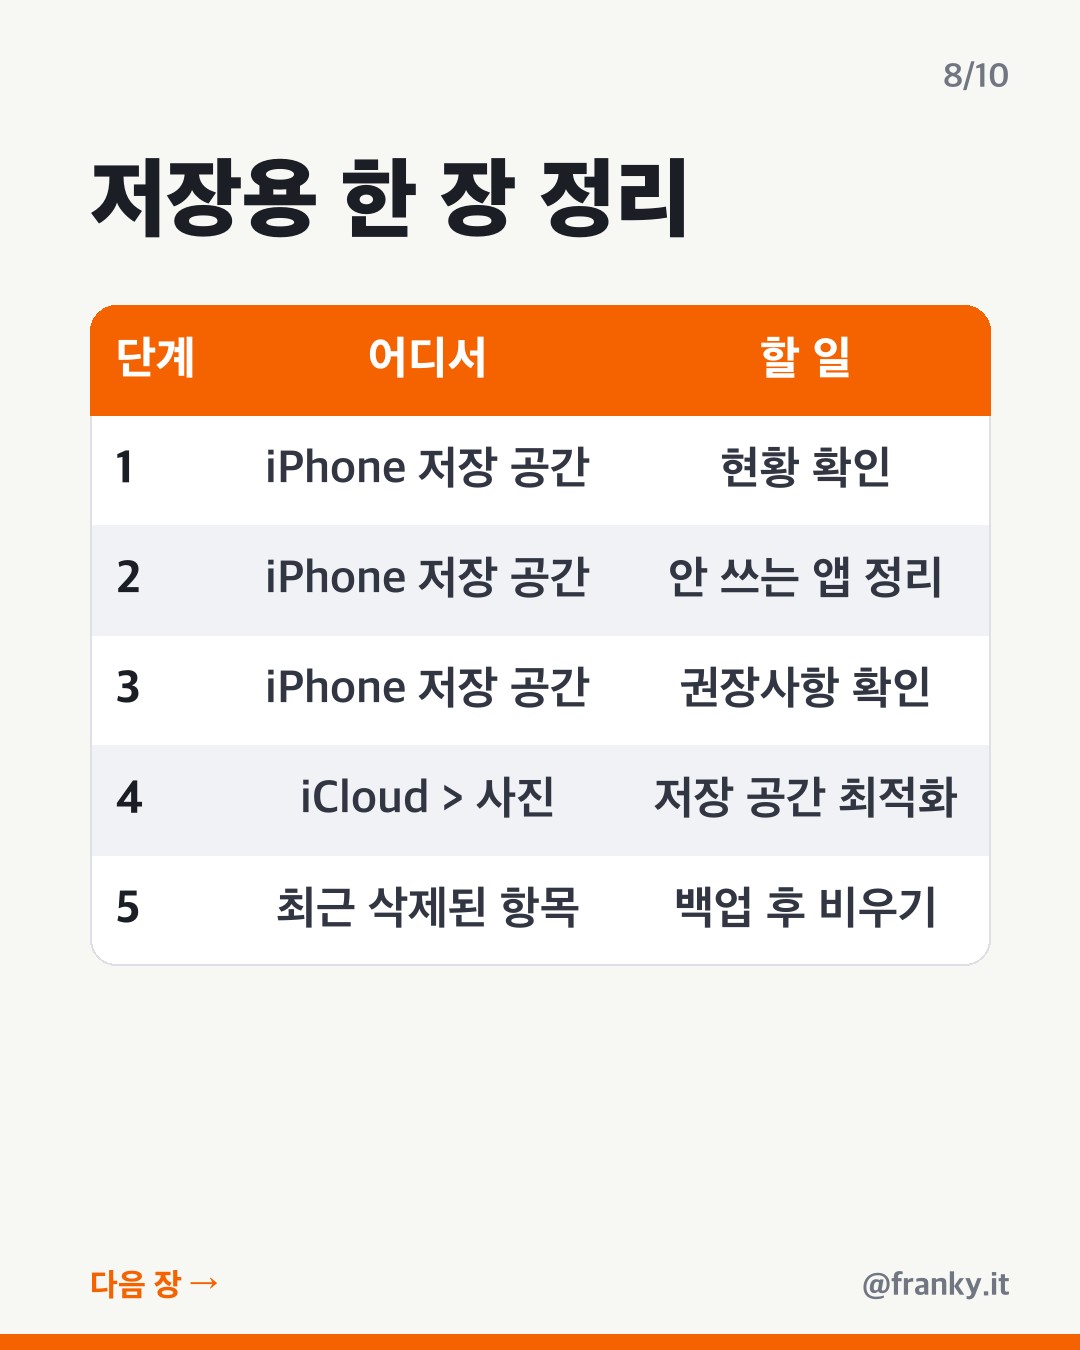 8/10
저장용 한 장 정리
단계 어디서 할 일
1 iPhone 저장 공간 현황 확인
2 iPhone 저장 공간 안 쓰는 앱 정리
3 iPhone 저장 공간 권장사항 확인
4 iCloud > 사진 저장 공간 최적화
5 최근 삭제된 항목 백업 후 비우기
다음 장 → @franky.it